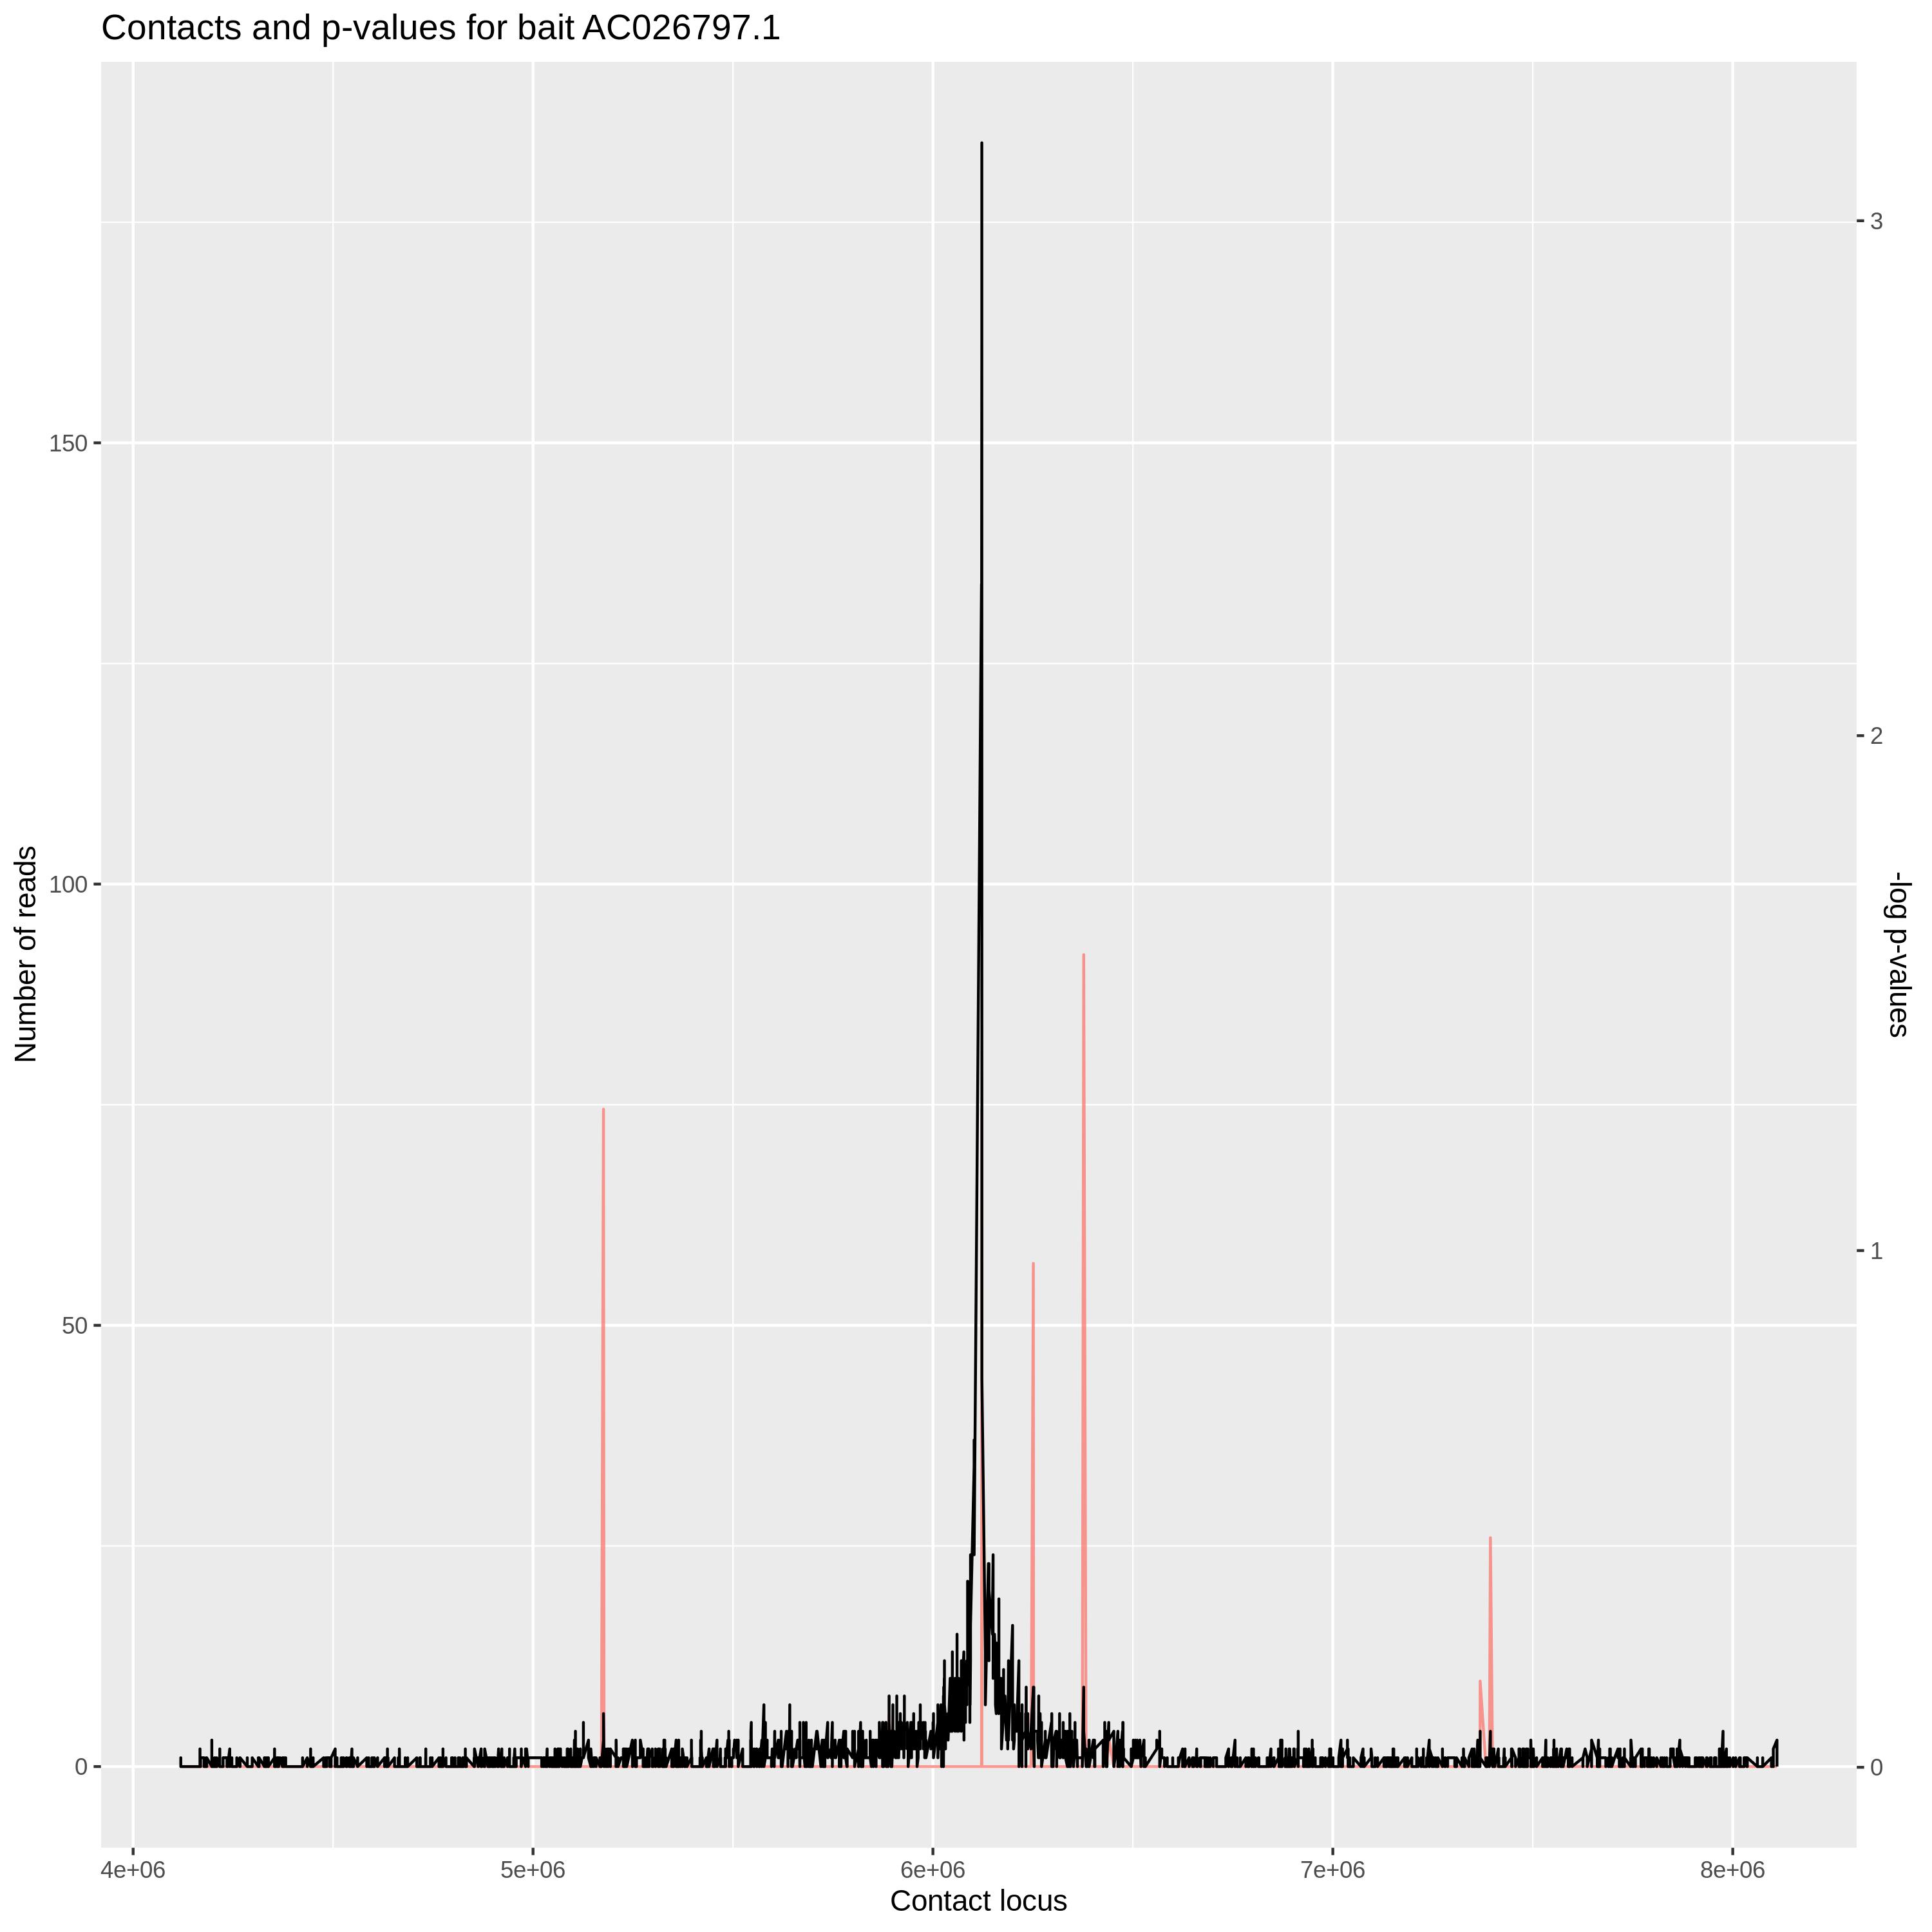 Contacts and p-values for bait AC026797.1
Number of reads
150
100
50
0
3
2
1
0
-log p-values
4e+06 5e+06 6e+06 7e+06 8e+06
Contact locus